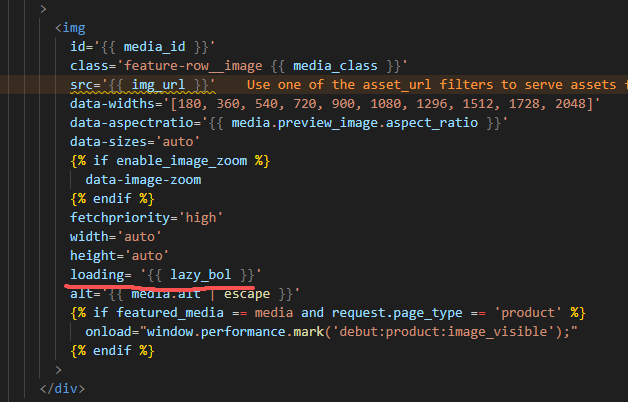 >
<img
id='{{ media_id }}'
class='feature-row__image {{ media_class }}'
src='{{ img_url }}' Use one of the asset_url filters to serve assets f
data-widths='[180, 360, 540, 720, 900, 1080, 1296, 1512, 1728, 2048]'
data-aspectratio='{{ media.preview_image.aspect_ratio }}'
data-sizes='auto'
{% if enable_image_zoom %}
data-image-zoom
{% endif %}
fetchpriority='high'
width='auto'
height='auto'
loading= '{{ lazy_bol }}'
alt='{{ media.alt | escape }}'
{% if featured_media == media and request.page_type == 'product' %}
onload="window.performance.mark('debut:product:image_visible');"
{% endif %}
>
</div>